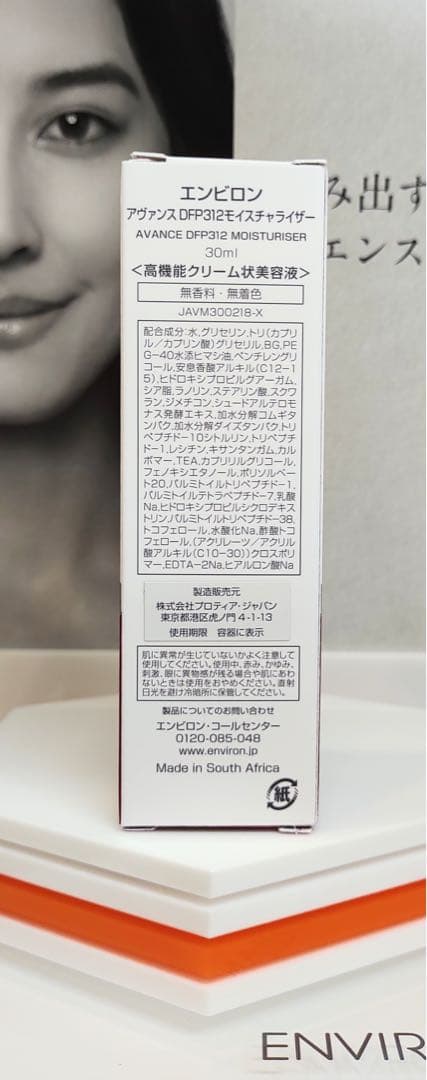 み出す
エンス
エンビロン
アヴァンス DFP312モイスチャライザー
AVANCE DFP312 MOISTURISER
30ml
<高機能クリーム状美容液>
無香料・無着色
JAVM300218-X
配合成分:水,グリセリン,トリ(カプリ
ル/カプリン酸)グリセリル,BG,PE
G-40水添ヒマシ油,ペンチレングリ
コール,安息香酸アルキル(C12-1
5),ヒドロキシプロピルグアーガム,
シア脂,ラノリン,ステアリン酸,スクワ
ラン,ジメチコン,シュードアルテロモ
ナス発酵エキス,加水分解コムギタ
ンパク,加水分解ダイズタンパク,トリ
ペプチド-10シトルリン,トリペプチ
ド-1,レシチン,キサンタンガム,カル
ボマー,TEA,カプリリルグリコール,
フェノキシエタノール,ポリソルベー
ト20,パルミトイルトリペプチド-1,
パルミトイルテトラペプチド-7,乳酸
Na,ヒドロキシプロピルシクロデキス
トリン,パルミトイルトリペプチド-38,
トコフェロール,水酸化Na,酢酸トコ
フェロール,(アクリレーツ/アクリル
酸アルキル(C10-30))クロスポリ
マー,EDTA-2Na,ヒアルロン酸Na
製造販売元
株式会社プロティア・ジャパン
東京都港区虎ノ門 4-1-13
使用期限 容器に表示
肌に異常が生じていないかよく注意して
使用してください。使用中、赤み、かゆみ、
刺激、眼に異物感が残る場合や肌にあわ
ないときは使用をおやめください。直射
日光を避け冷暗所に保管してください。
製品についてのお問い合わせ
エンビロン・コールセンター
0120-085-048
www.environ.jp
Made in South Africa
紙
ENVIR